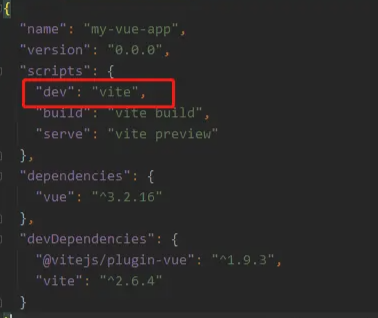 {
"name": "my-vue-app",
"version": "0.0.0",
"scripts": {
"dev": "vite",
"build": "vite build",
"serve": "vite preview"
},
"dependencies": {
"vue": "^3.2.16"
},
"devDependencies": {
"@vitejs/plugin-vue": "^1.9.3",
"vite": "^2.6.4"
}